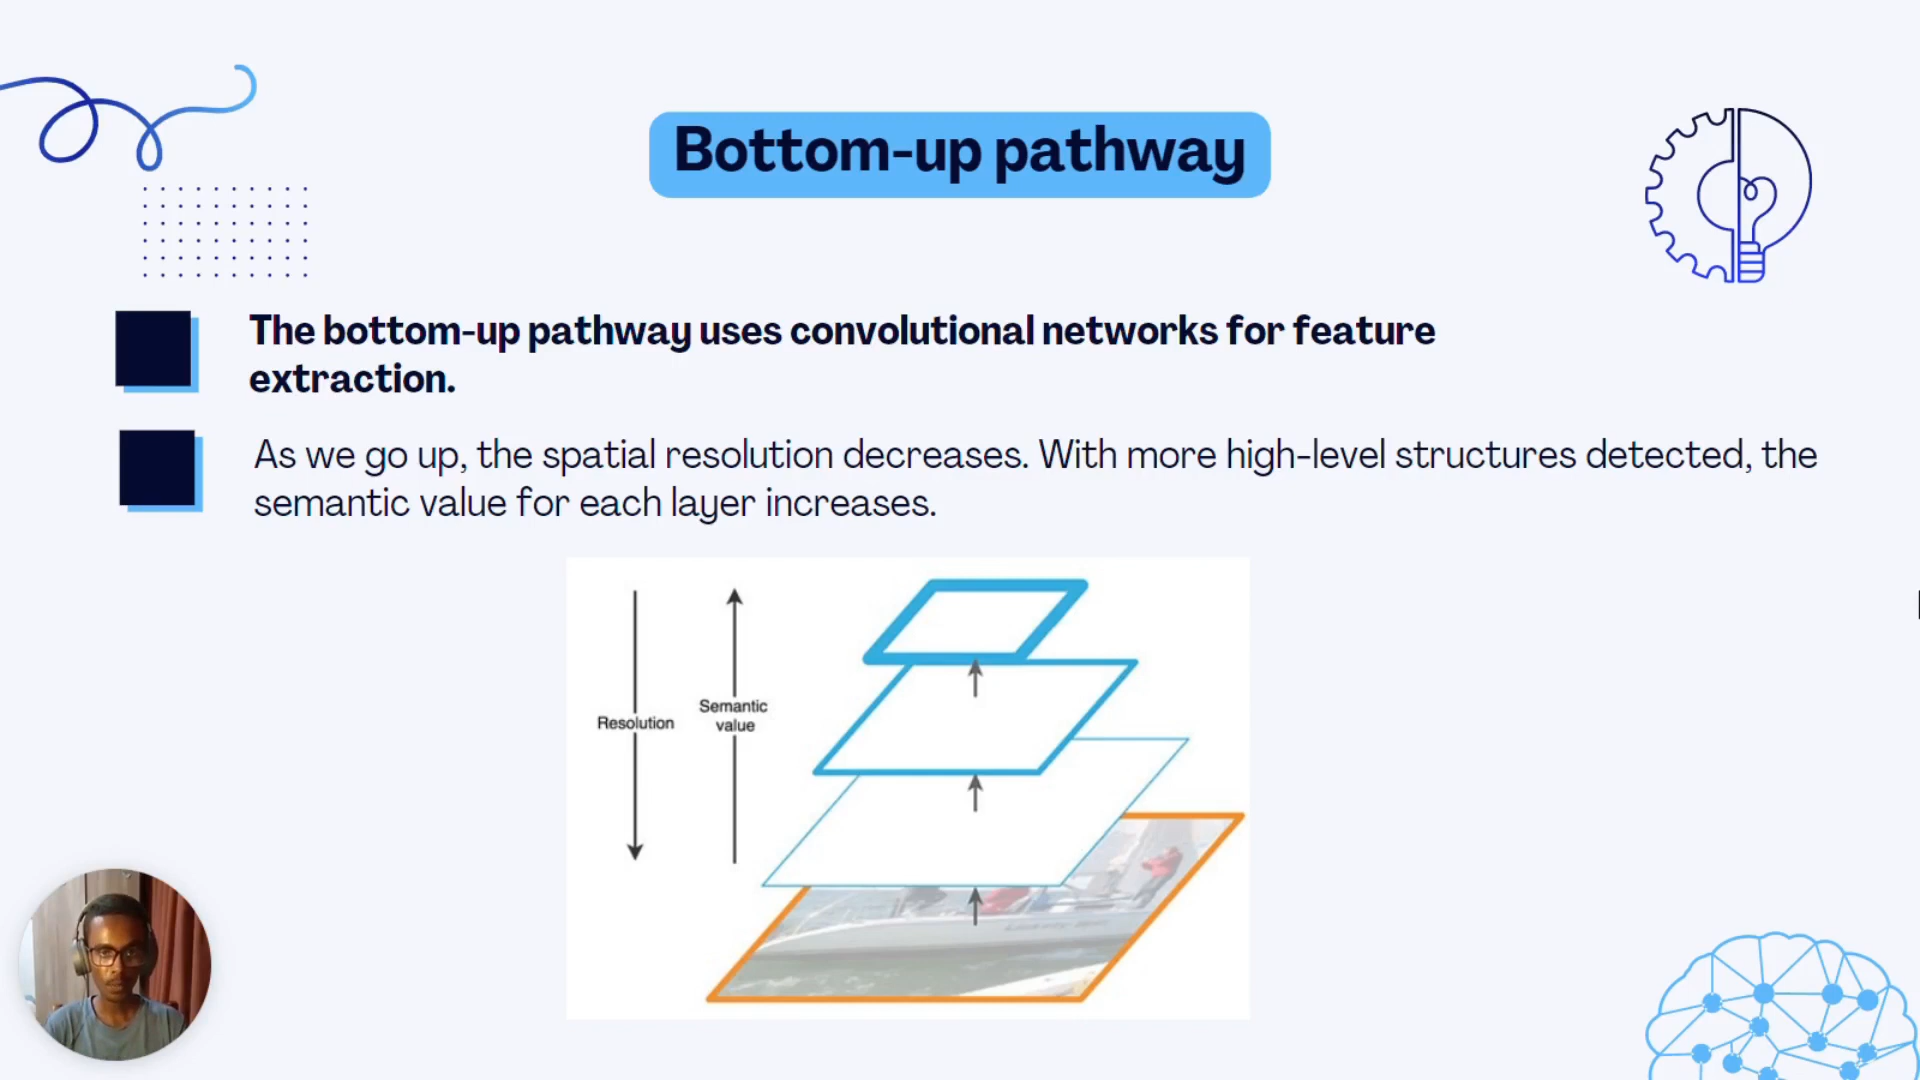 Bottom-up pathway
The bottom-up pathway uses convolutional networks for feature
extraction.
As we go up, the spatial resolution decreases. With more high-level structures detected, the
semantic value for each layer increases.
Resolution
Semantic
value